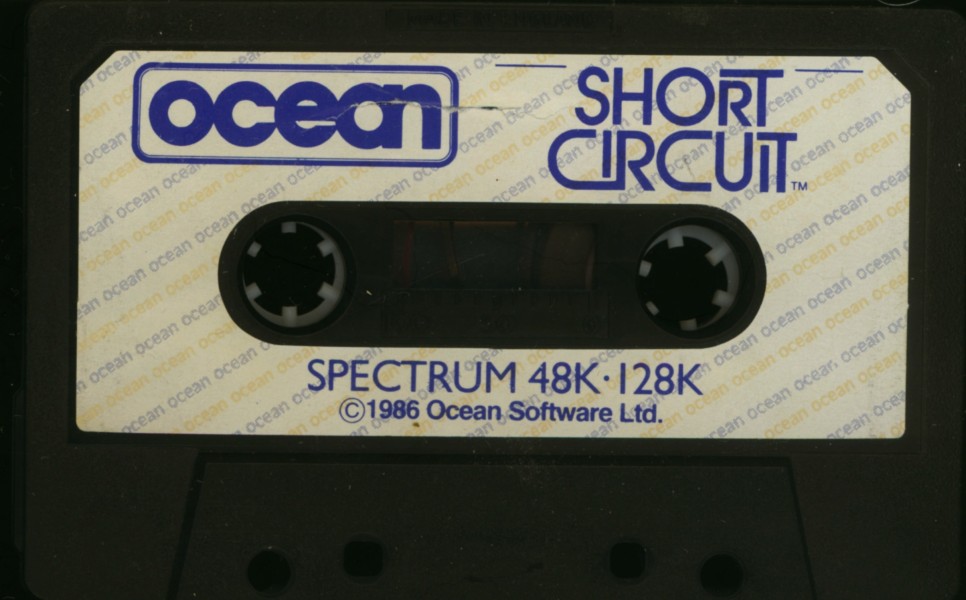 ocean
SHORT
CIRCUIT™
SPECTRUM 48K·128K
©1986 Ocean Software Ltd.